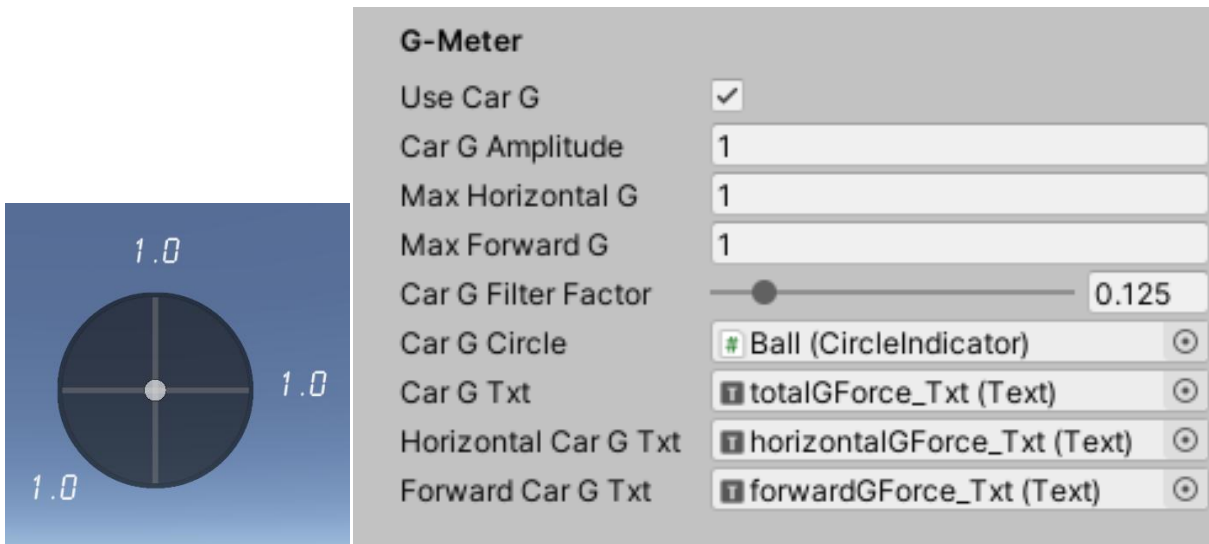 1.0
1.0
1.0
G-Meter
Use Car G
Car G Amplitude 1
Max Horizontal G 1
Max Forward G 1
Car G Filter Factor 0.125
Car G Circle # Ball (CircleIndicator)
Car G Txt T totalGForce_Txt (Text)
Horizontal Car G Txt T horizontalGForce_Txt (Text)
Forward Car G Txt T forwardGForce_Txt (Text)